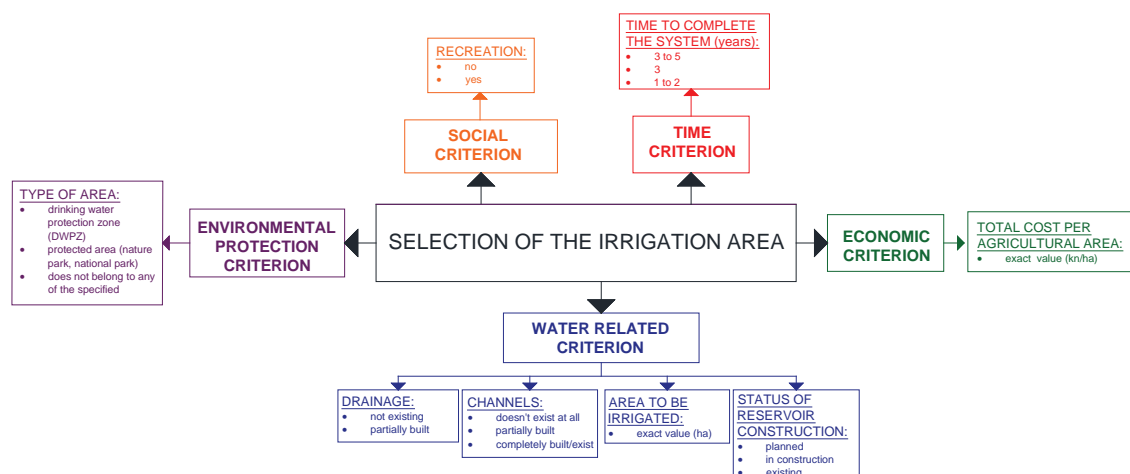 RECREATION:
• no
• yes
TIME TO COMPLETE
THE SYSTEM (years):
• 3 to 5
• 3
• 1 to 2
SOCIAL
CRITERION
TIME
CRITERION
TYPE OF AREA:
• drinking water
protection zone
(DWPZ)
• protected area (nature
park, national park)
• does not belong to any
of the specified
ENVIRONMENTAL
PROTECTION
CRITERION
SELECTION OF THE IRRIGATION AREA
ECONOMIC
CRITERION
TOTAL COST PER
AGRICULTURAL AREA:
• exact value (kn/ha)
WATER RELATED
CRITERION
DRAINAGE:
• not existing
• partially built
CHANNELS:
• doesn't exist at all
• partially built
• completely built/exist
AREA TO BE
IRRIGATED:
• exact value (ha)
STATUS OF
RESERVOIR
CONSTRUCTION:
• planned
• in construction
• existing